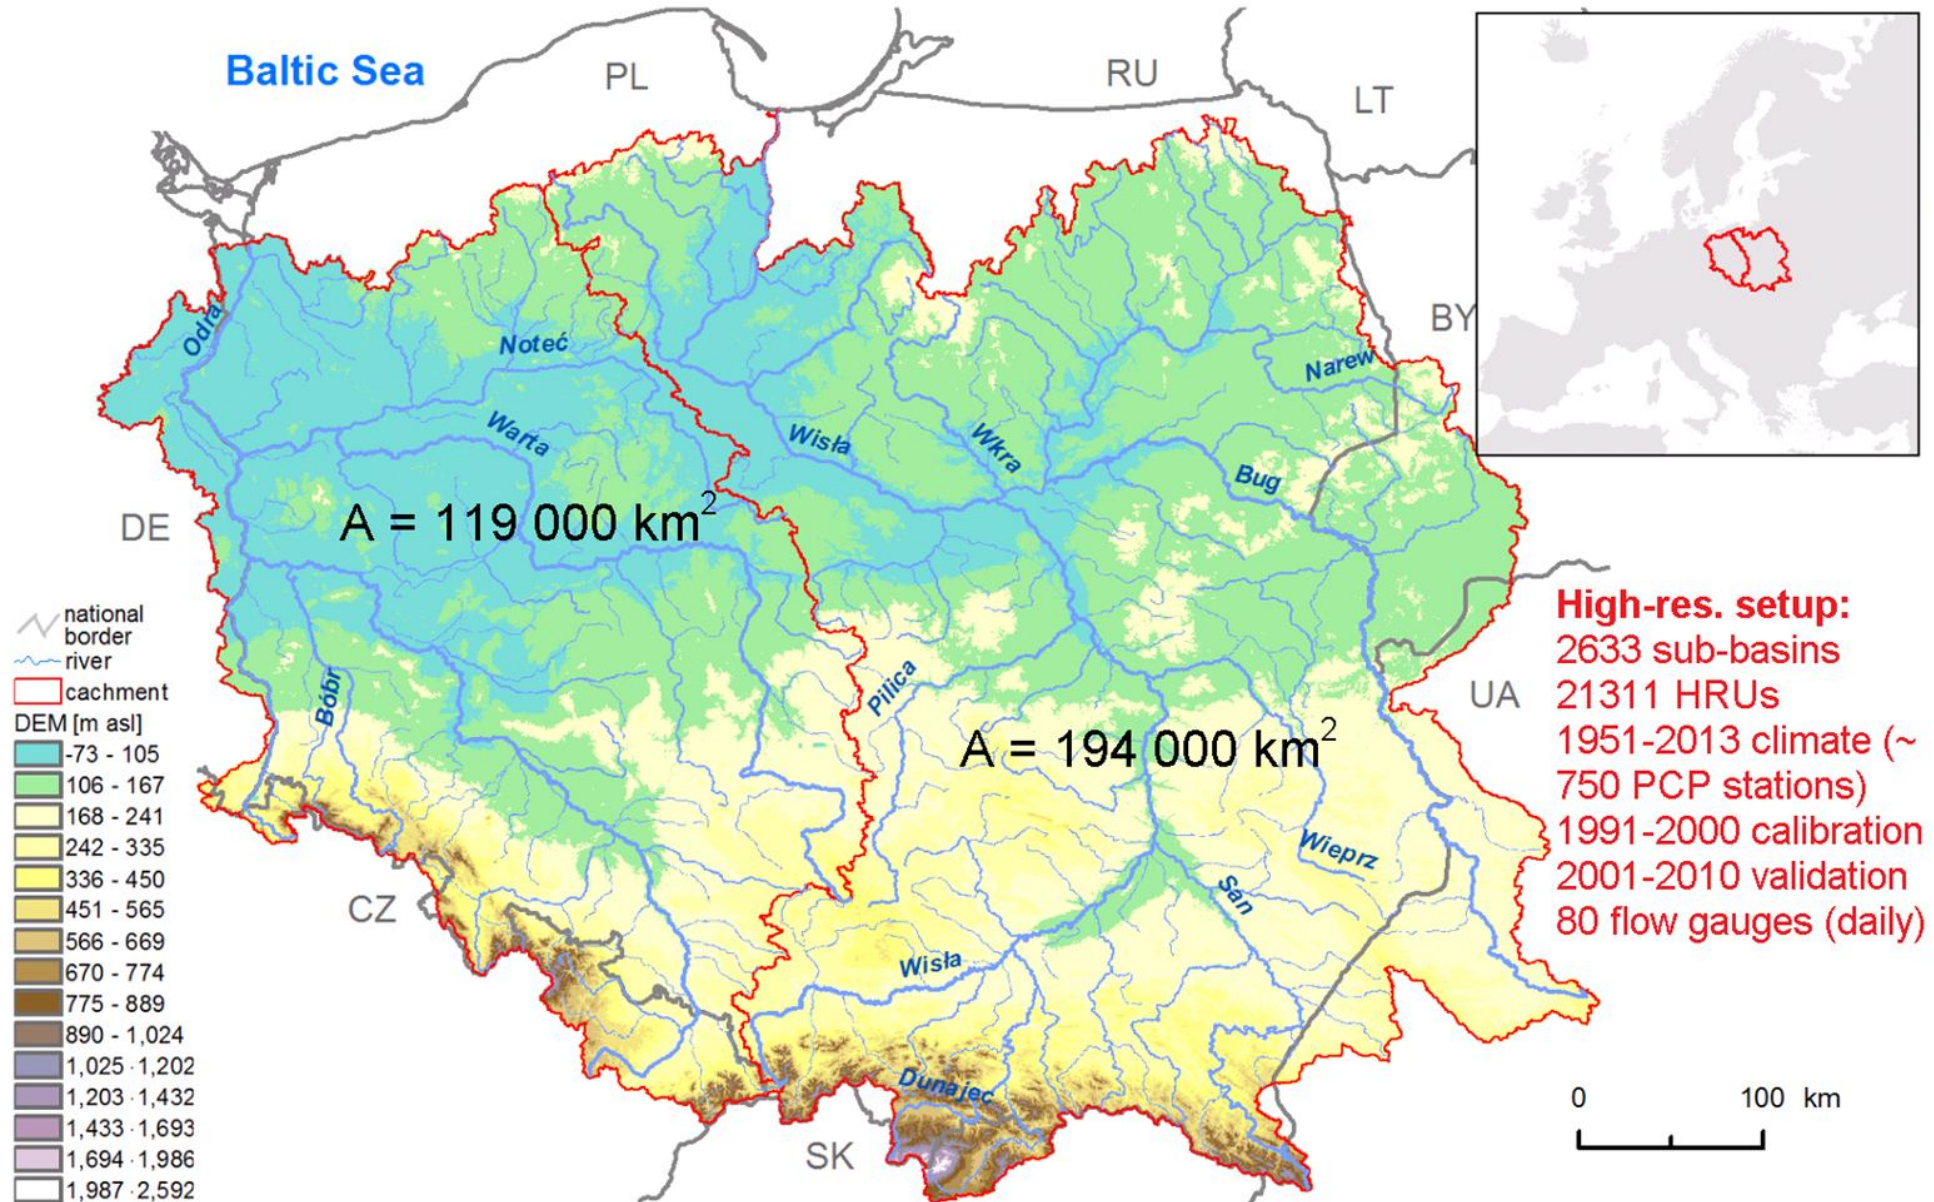 Baltic Sea
PL
RU
LT
BY
Odra
Noteć
Warta
Wisła
Wkra
Narew
Bug
DE
A = 119 000 km²
UA
Bóbr
Pilica
A = 194 000 km²
Wieprz
San
CZ
Wisła
Dunajec
SK
national
border
river
cachment
DEM [m asl]
-73 - 105
106 - 167
168 - 241
242 - 335
336 - 450
451 - 565
566 - 669
670 - 774
775 - 889
890 - 1,024
1,025 - 1,202
1,203 - 1,432
1,433 - 1,693
1,694 - 1,986
1,987 - 2,592
High-res. setup:
2633 sub-basins
21311 HRUs
1951-2013 climate (~
750 PCP stations)
1991-2000 calibration
2001-2010 validation
80 flow gauges (daily)
0 100 km